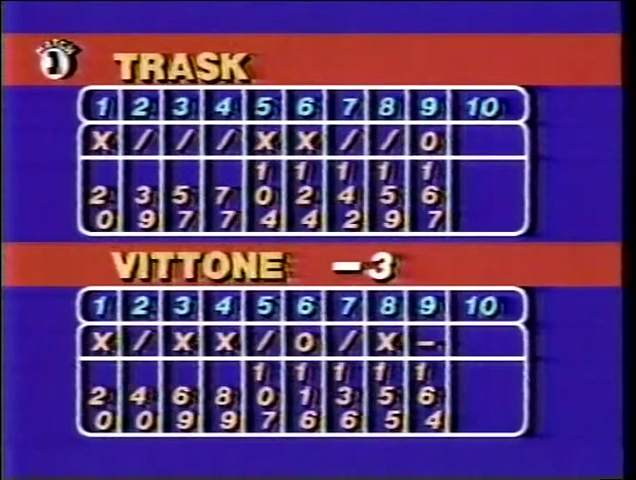 MATCH 1 TRASK
1 2 3 4 5 6 7 8 9 10
X / / / X X / / O
20 39 57 77 104 124 142 159 167
VITTONE -3
1 2 3 4 5 6 7 8 9 10
X / X X / O / X -
20 40 69 89 107 116 136 155 164